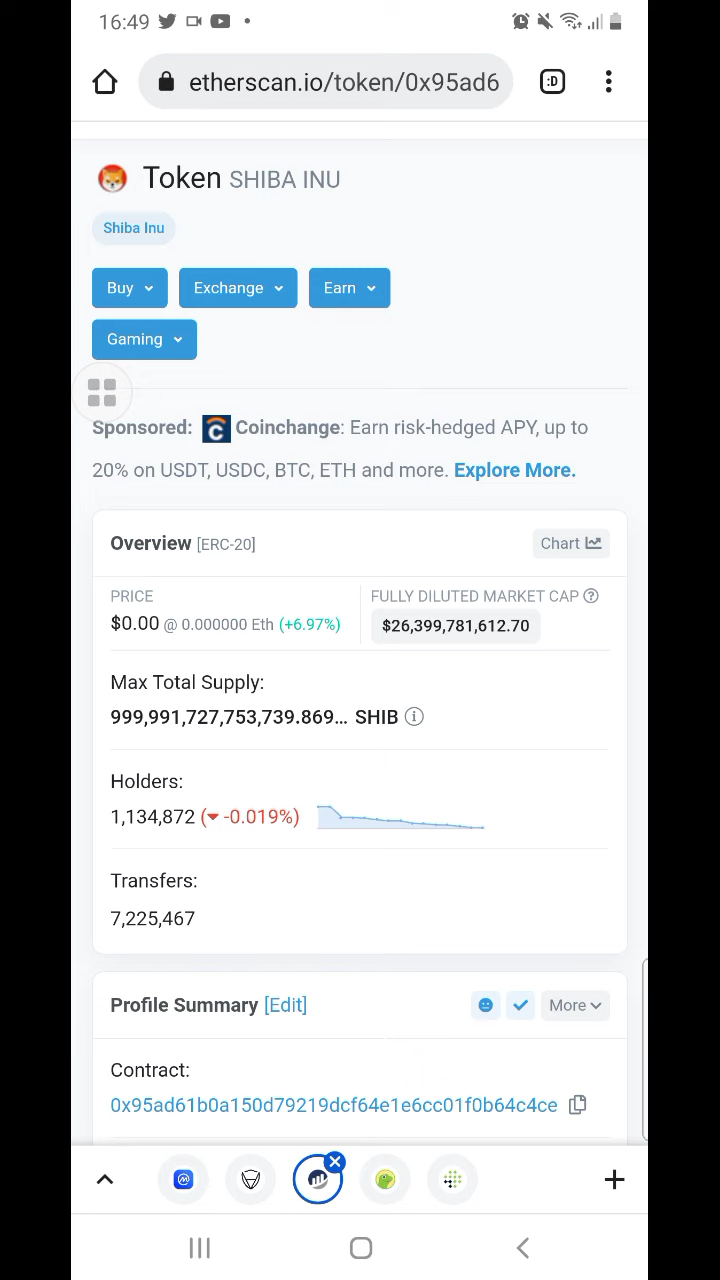 16:49
etherscan.io/token/0x95ad6
:D
Token SHIBA INU
Shiba Inu
Buy Exchange Earn
Gaming
Sponsored: Coinchange: Earn risk-hedged APY, up to
20% on USDT, USDC, BTC, ETH and more. Explore More.
Overview [ERC-20] Chart
PRICE FULLY DILUTED MARKET CAP
$0.00 @ 0.000000 Eth (+6.97%) $26,399,781,612.70
Max Total Supply:
999,991,727,753,739.869... SHIB
Holders:
1,134,872 (-0.019%)
Transfers:
7,225,467
Profile Summary [Edit] More
Contract:
0x95ad61b0a150d79219dcf64e1e6cc01f0b64c4ce